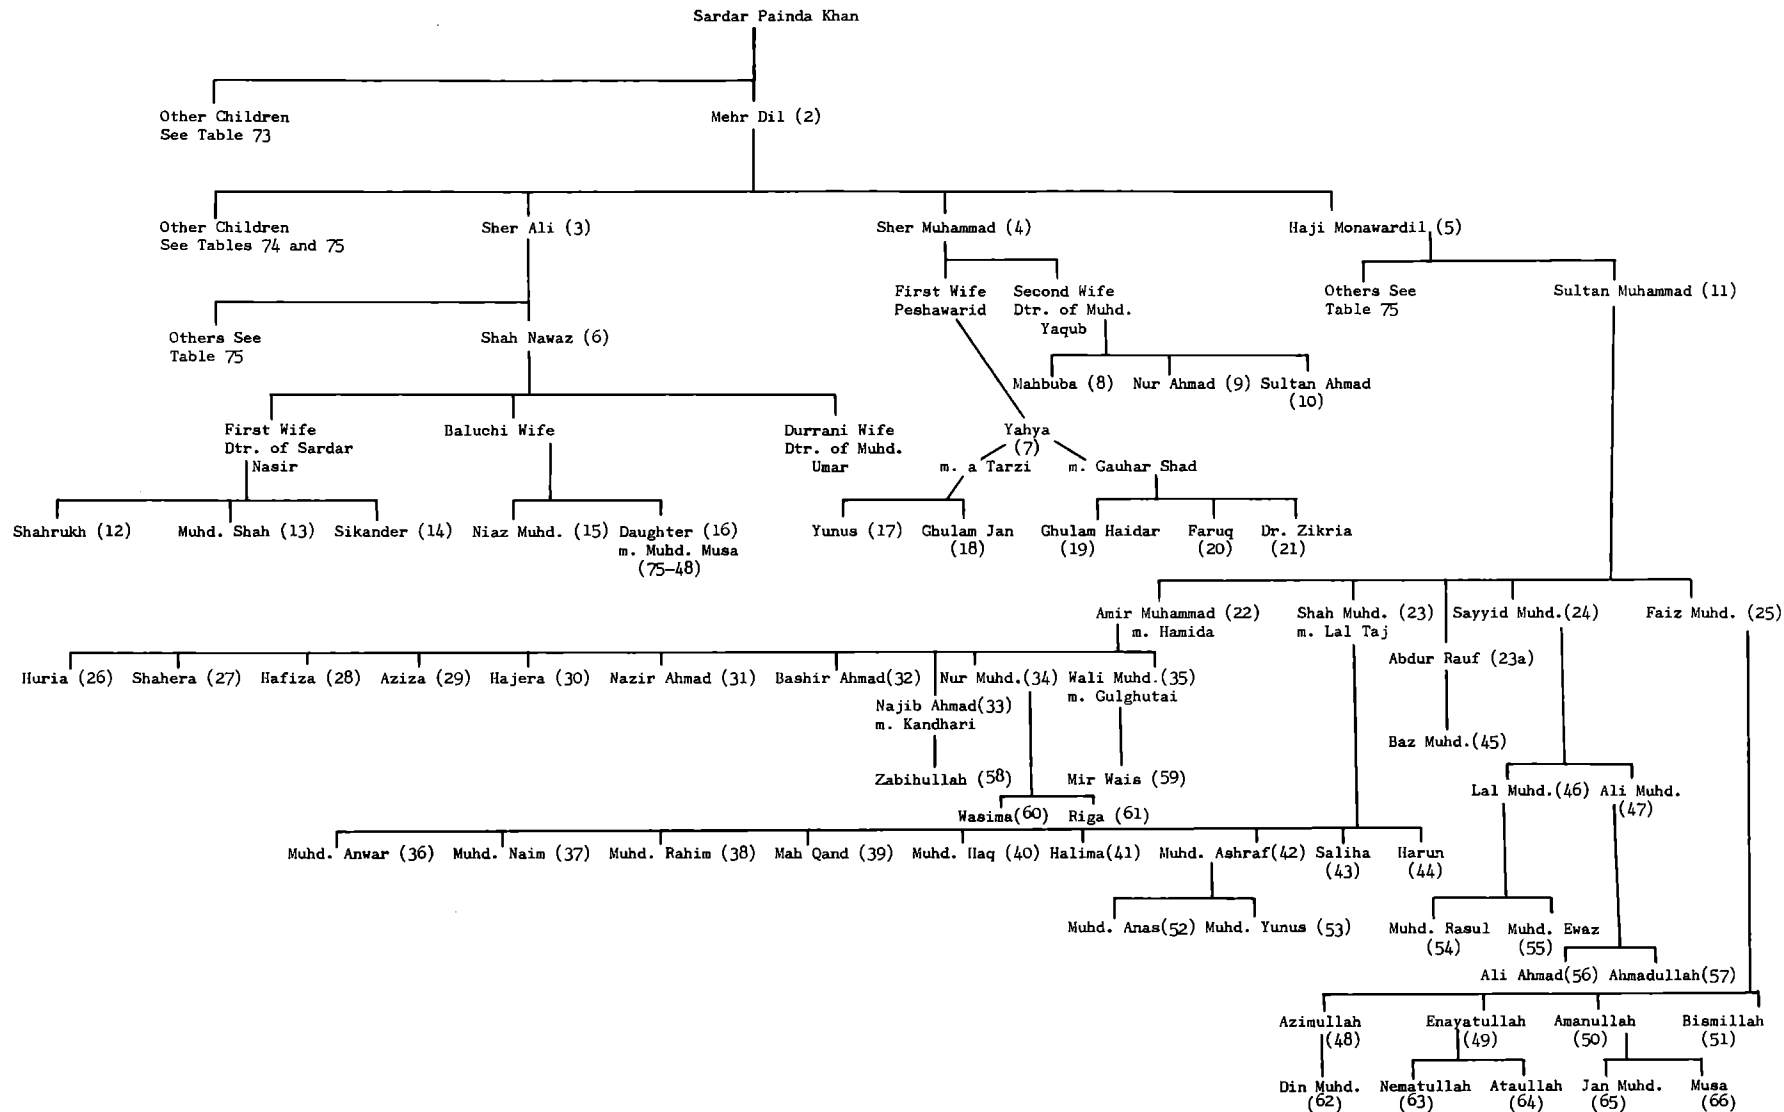 Sardar Painda Khan
Other Children
See Table 73
Mehr Dil (2)
Other Children
See Tables 74 and 75
Sher Ali (3)
Sher Muhammad (4)
Haji Monawardil (5)
First Wife
Peshawarid
Second Wife
Dtr. of Muhd.
Yaqub
Others See
Table 75
Sultan Muhammad (11)
Others See
Table 75
Shah Nawaz (6)
Mahbuba (8)
Nur Ahmad (9)
Sultan Ahmad
(10)
First Wife
Dtr. of Sardar
Nasir
Baluchi Wife
Durrani Wife
Dtr. of Muhd.
Umar
Yahya
(7)
m. a Tarzi
m. Gauhar Shad
Shahrukh (12)
Muhd. Shah (13)
Sikander (14)
Niaz Muhd. (15)
Daughter (16)
m. Muhd. Musa
(75-48)
Yunus (17)
Ghulam Jan
(18)
Ghulam Haidar
(19)
Faruq
(20)
Dr. Zikria
(21)
Amir Muhammad (22)
m. Hamida
Shah Muhd. (23)
m. Lal Taj
Sayyid Muhd.(24)
Faiz Muhd. (25)
Abdur Rauf (23a)
Huria (26)
Shahera (27)
Hafiza (28)
Aziza (29)
Hajera (30)
Nazir Ahmad (31)
Bashir Ahmad(32)
Najib Ahmad(33)
m. Kandhari
Nur Muhd.(34)
Wali Muhd.(35)
m. Gulghutai
Baz Muhd.(45)
Zabihullah (58)
Mir Wais (59)
Lal Muhd.(46)
Ali Muhd.
(47)
Wasima(60)
Riga (61)
Muhd. Anwar (36)
Muhd. Naim (37)
Muhd. Rahim (38)
Mah Qand (39)
Muhd. Haq (40)
Halima(41)
Muhd. Ashraf(42)
Saliha
(43)
Harun
(44)
Muhd. Anas(52)
Muhd. Yunus (53)
Muhd. Rasul
(54)
Muhd. Ewaz
(55)
Ali Ahmad(56)
Ahmadullah(57)
Azimullah
(48)
Enayatullah
(49)
Amanullah
(50)
Bismillah
(51)
Din Muhd.
(62)
Nematullah
(63)
Ataullah
(64)
Jan Muhd.
(65)
Musa
(66)